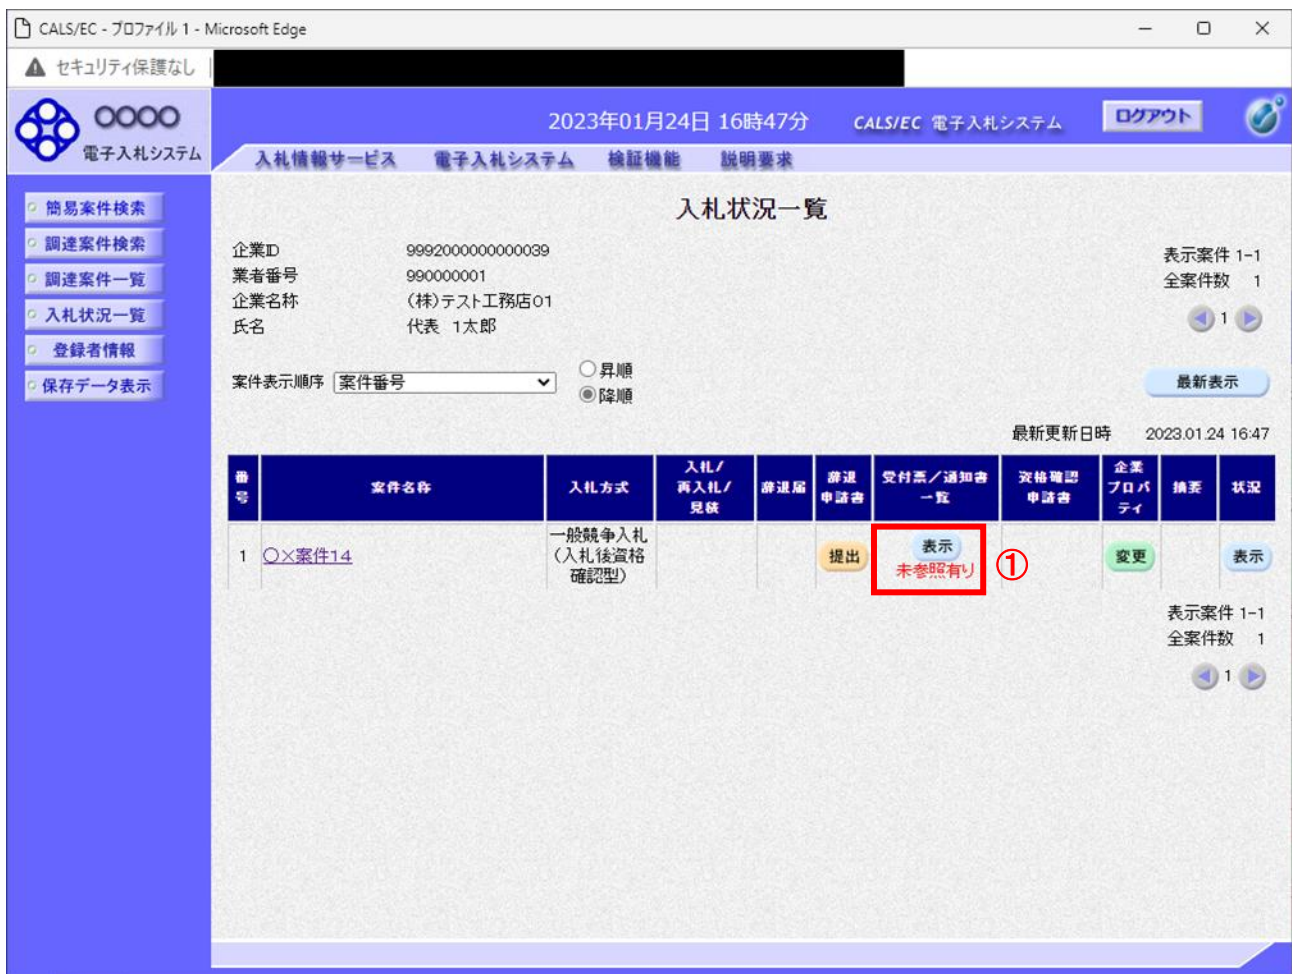 CALS/EC - プロファイル 1 - Microsoft Edge
セキュリティ保護なし
〇〇〇〇
電子入札システム
2023年01月24日 16時47分
CALS/EC 電子入札システム
ログアウト
入札情報サービス 電子入札システム 検証機能 説明要求
簡易案件検索
調達案件検索
調達案件一覧
入札状況一覧
登録者情報
保存データ表示
入札状況一覧
企業ID 9992000000000039
業者番号 990000001
企業名称 (株)テスト工務店01
氏名 代表 1太郎
表示案件 1-1
全案件数 1
1
案件表示順序 案件番号
昇順
降順
最新表示
最新更新日時 2023.01.24 16:47
番号 案件名称 入札方式 入札/再入札/見積 辞退届 辞退申請書 受付票/通知書一覧 資格確認申請書 企業プロパティ 摘要 状況
1 〇×案件14 一般競争入札(入札後資格確認型) 提出 表示 未参照有り 変更 表示
①
表示案件 1-1
全案件数 1
1